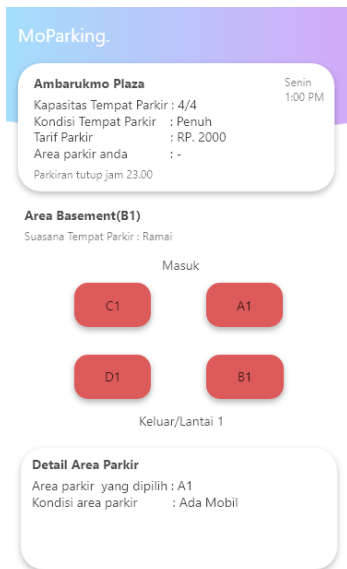 MoParking.
Ambarukmo Plaza
Senin
1:00 PM
Kapasitas Tempat Parkir : 4/4
Kondisi Tempat Parkir : Penuh
Tarif Parkir : RP. 2000
Area parkir anda : -
Parkiran tutup jam 23.00
Area Basement(B1)
Suasana Tempat Parkir : Ramai
Masuk
C1 A1
D1 B1
Keluar/Lantai 1
Detail Area Parkir
Area parkir yang dipilih : A1
Kondisi area parkir : Ada Mobil